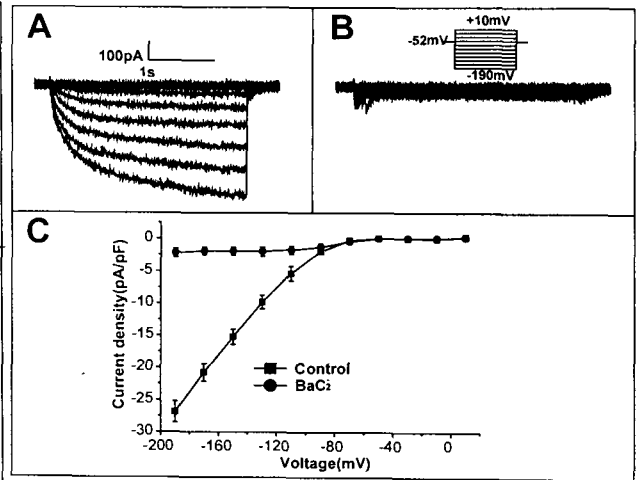 A
100pA
1s
B
+10mV
-52mV
-190mV
C
Current density(pA/pF)
0
-5
-10
-15
-20
-25
-30
Control
BaC2
-200
-160
-120
-80
-40
0
Voltage(mV)